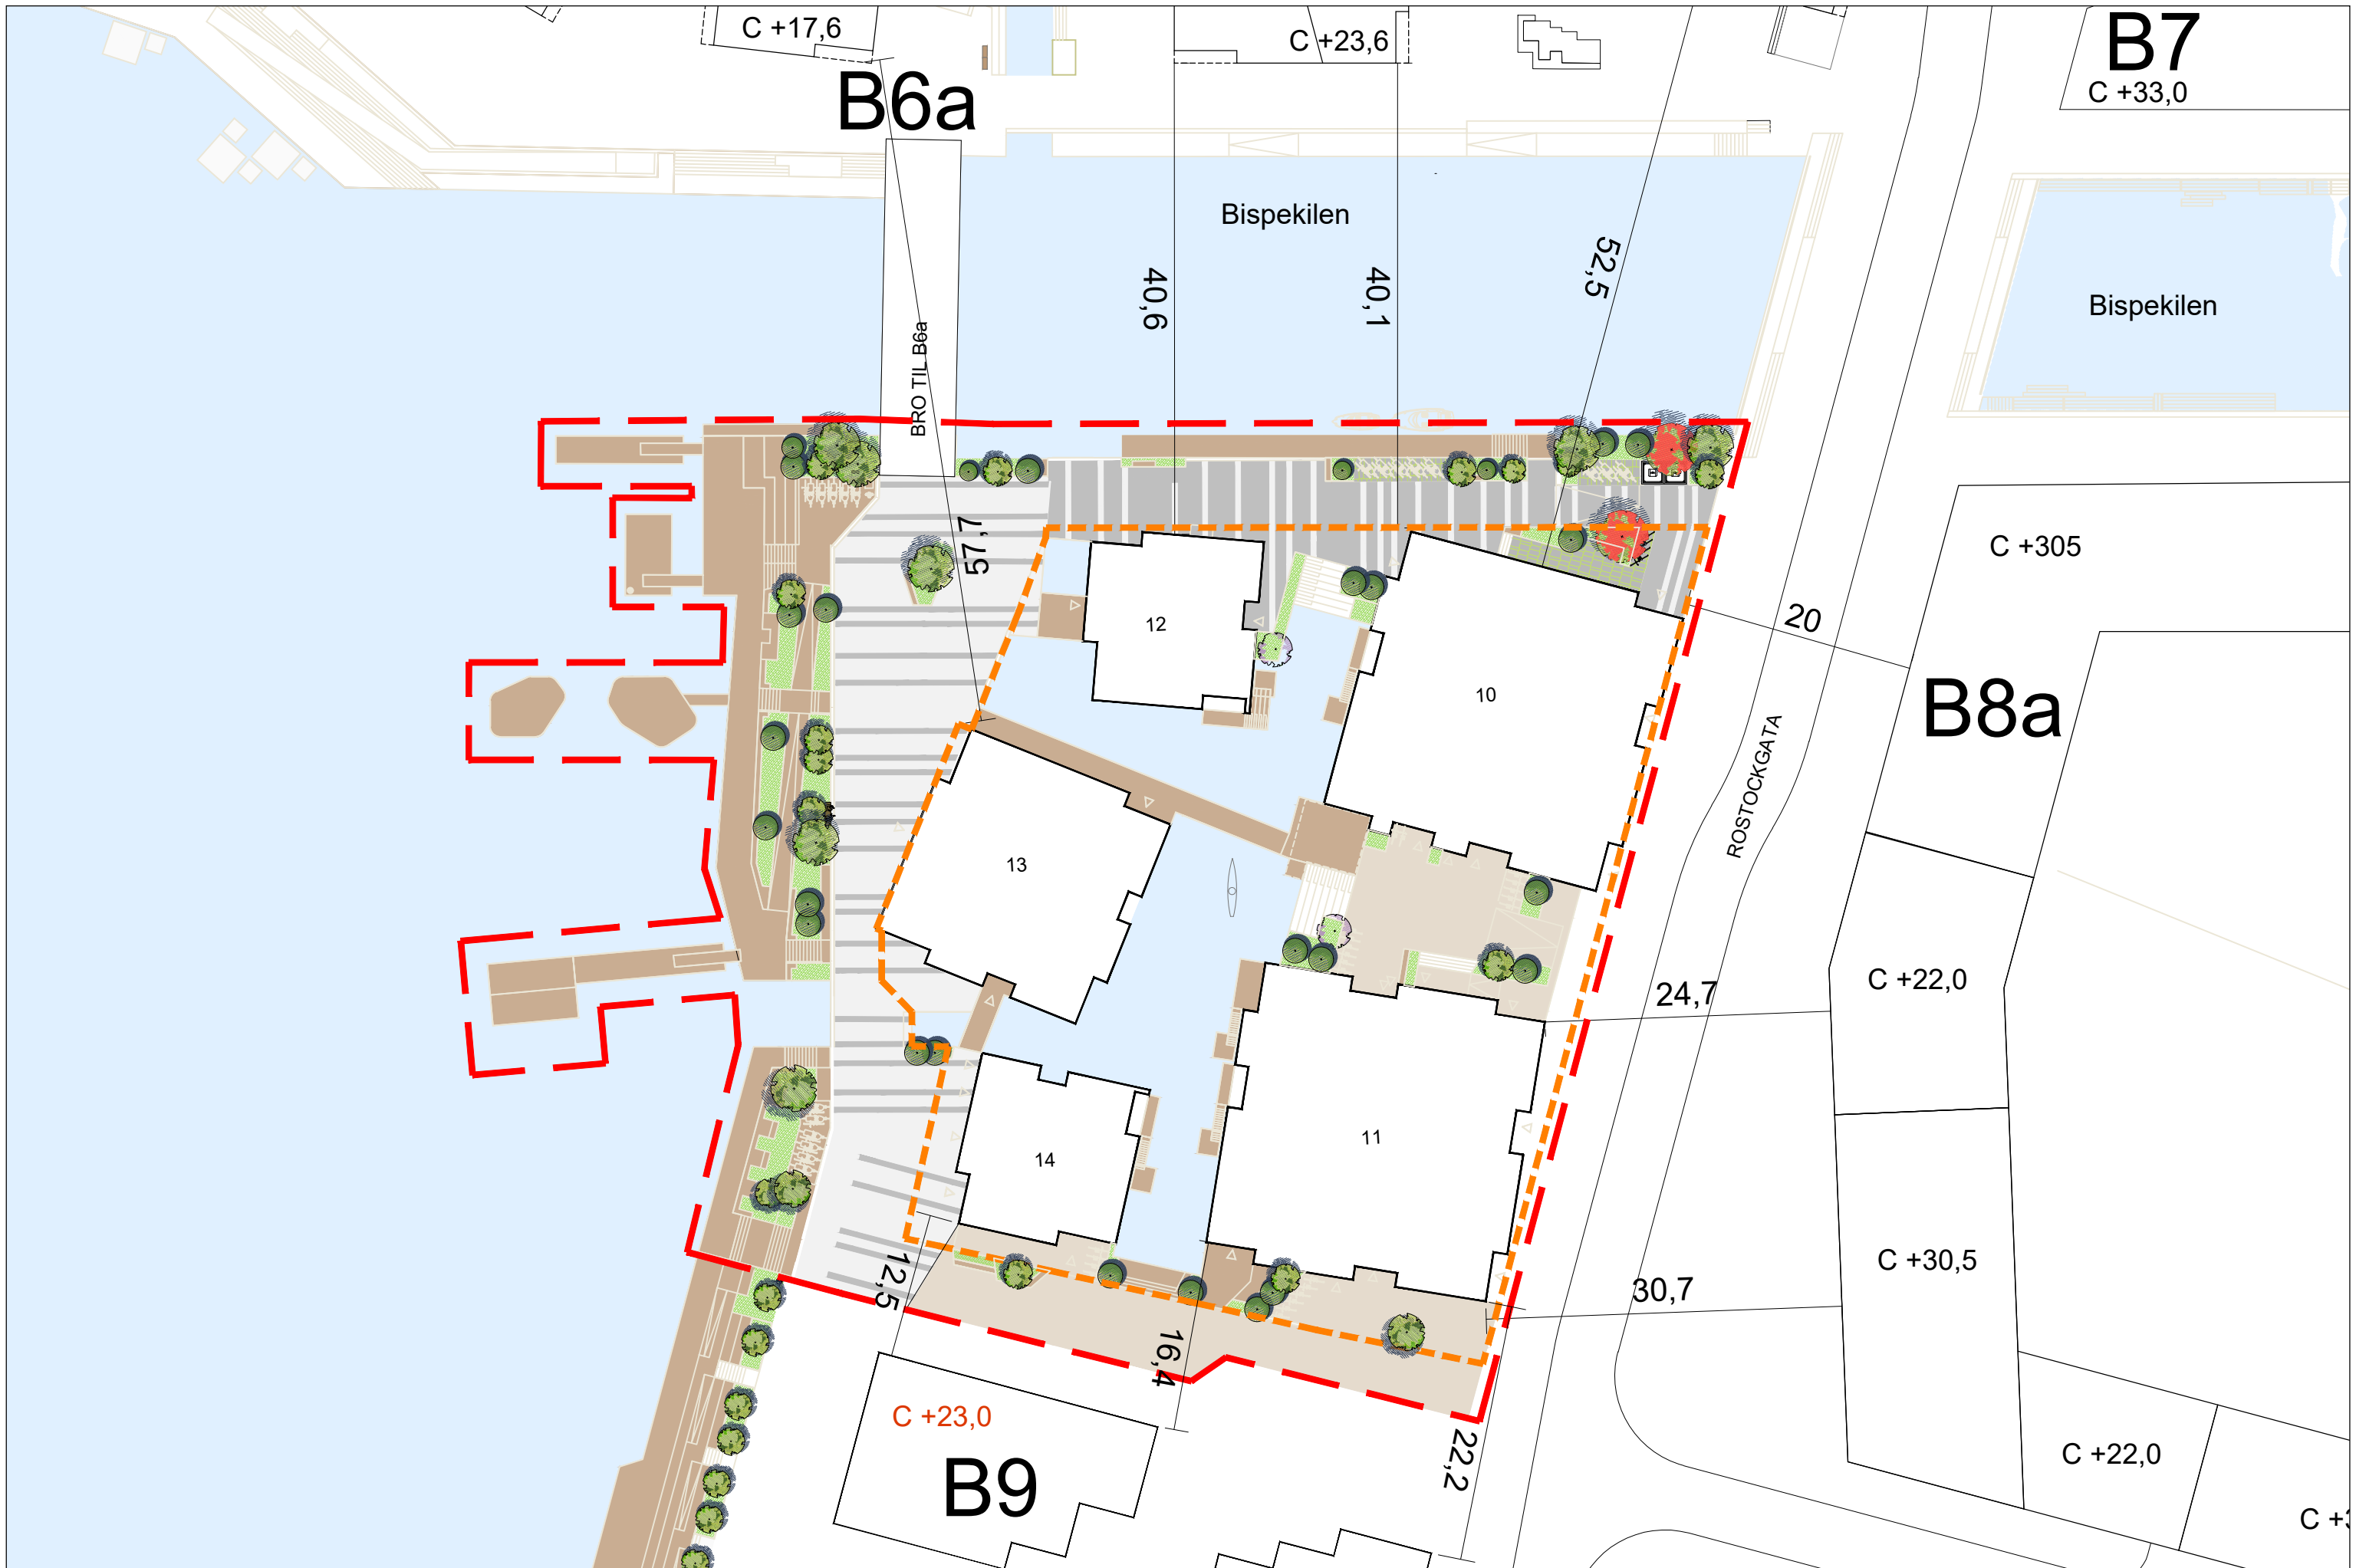 C +17,6
C +23,6
B7
C +33,0
B6a
Bispekilen
52,5
40,6
40,1
Bispekilen
BRO TIL B6a
57,7
C +305
12
20
10
B8a
ROSTOCKGATA
13
C +22,0
24,7
11
14
C +30,5
12,5
30,7
16,4
C +23,0
22,2
B9
C +22,0